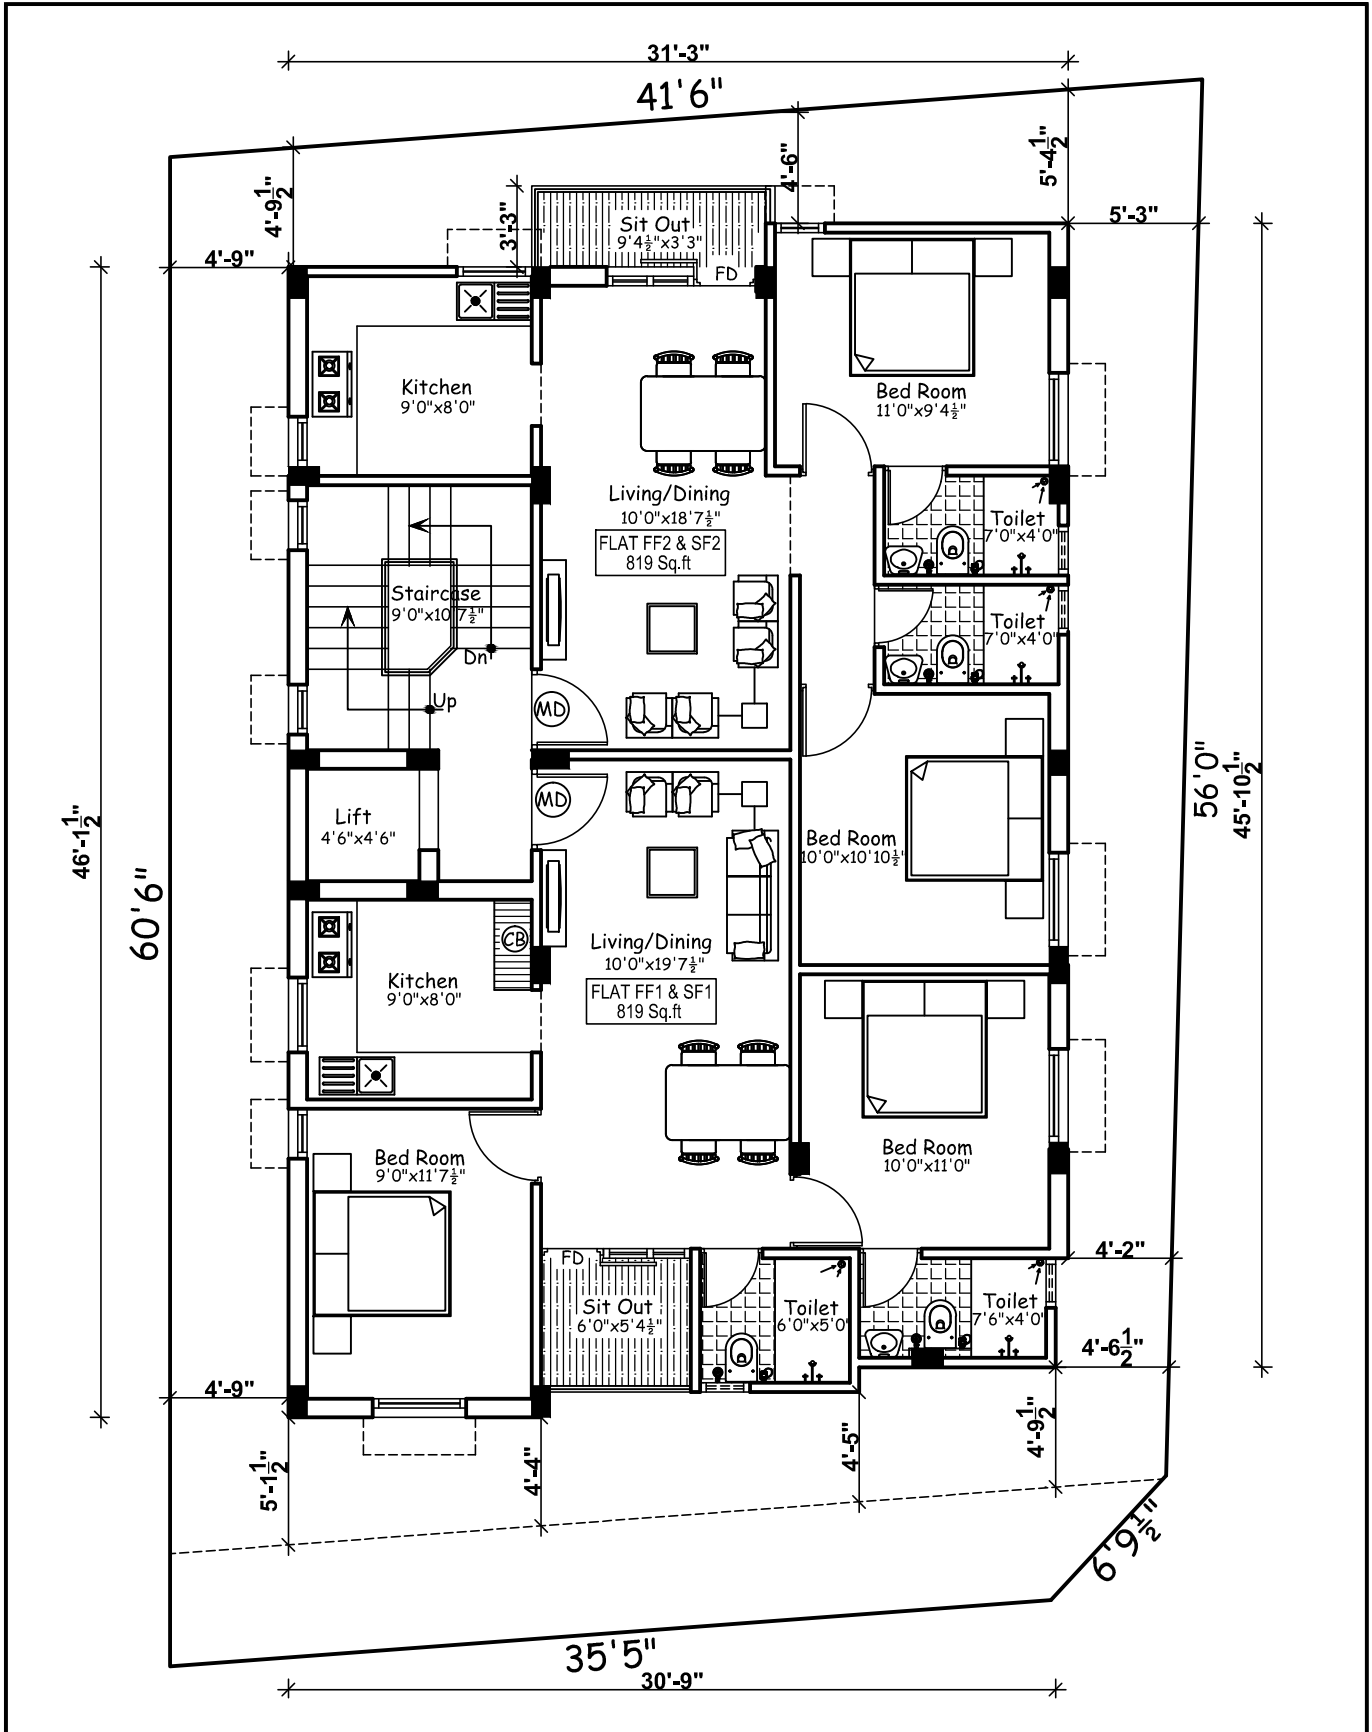 31'-3"
41'6"
4'-9½"
3'-3"
4'-6"
5'-4½"
5'-3"
4'-9"
Sit Out
9'4½"x3'3"
FD
Kitchen
9'0"x8'0"
Bed Room
11'0"x9'4½"
Living/Dining
10'0"x18'7½"
FLAT FF2 & SF2
819 Sq.ft
Toilet
7'0"x4'0"
Staircase
9'0"x10'7½"
Toilet
7'0"x4'0"
Dn
Up
MD
56'0"
45'-10½"
46'-1½"
60'6"
MD
Lift
4'6"x4'6"
Bed Room
10'0"x10'10½"
CB
Living/Dining
10'0"x19'7½"
Kitchen
9'0"x8'0"
FLAT FF1 & SF1
819 Sq.ft
Bed Room
9'0"x11'7½"
Bed Room
10'0"x11'0"
FD
4'-2"
Sit Out
6'0"x5'4½"
Toilet
6'0"x5'0"
Toilet
7'6"x4'0"
4'-6½"
4'-9"
5'-1½"
4'-4"
4'-5"
4'-9½"
6'9½"
35'5"
30'-9"